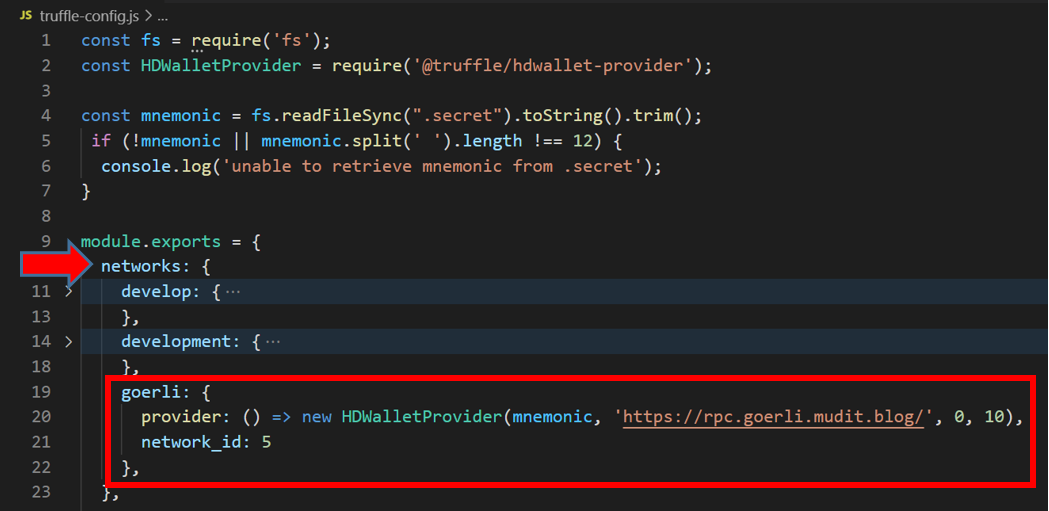 JS truffle-config.js > ...
1 const fs = require('fs');
2 const HDWalletProvider = require('@truffle/hdwallet-provider');
3
4 const mnemonic = fs.readFileSync(".secret").toString().trim();
5 if (!mnemonic || mnemonic.split(' ').length !== 12) {
6 console.log('unable to retrieve mnemonic from .secret');
7 }
8
9 module.exports = {
networks: {
11 > develop: { ···
13 },
14 > development: { ···
18 },
19 goerli: {
20 provider: () => new HDWalletProvider(mnemonic, 'https://rpc.goerli.mudit.blog/', 0, 10),
21 network_id: 5
22 },
23 },